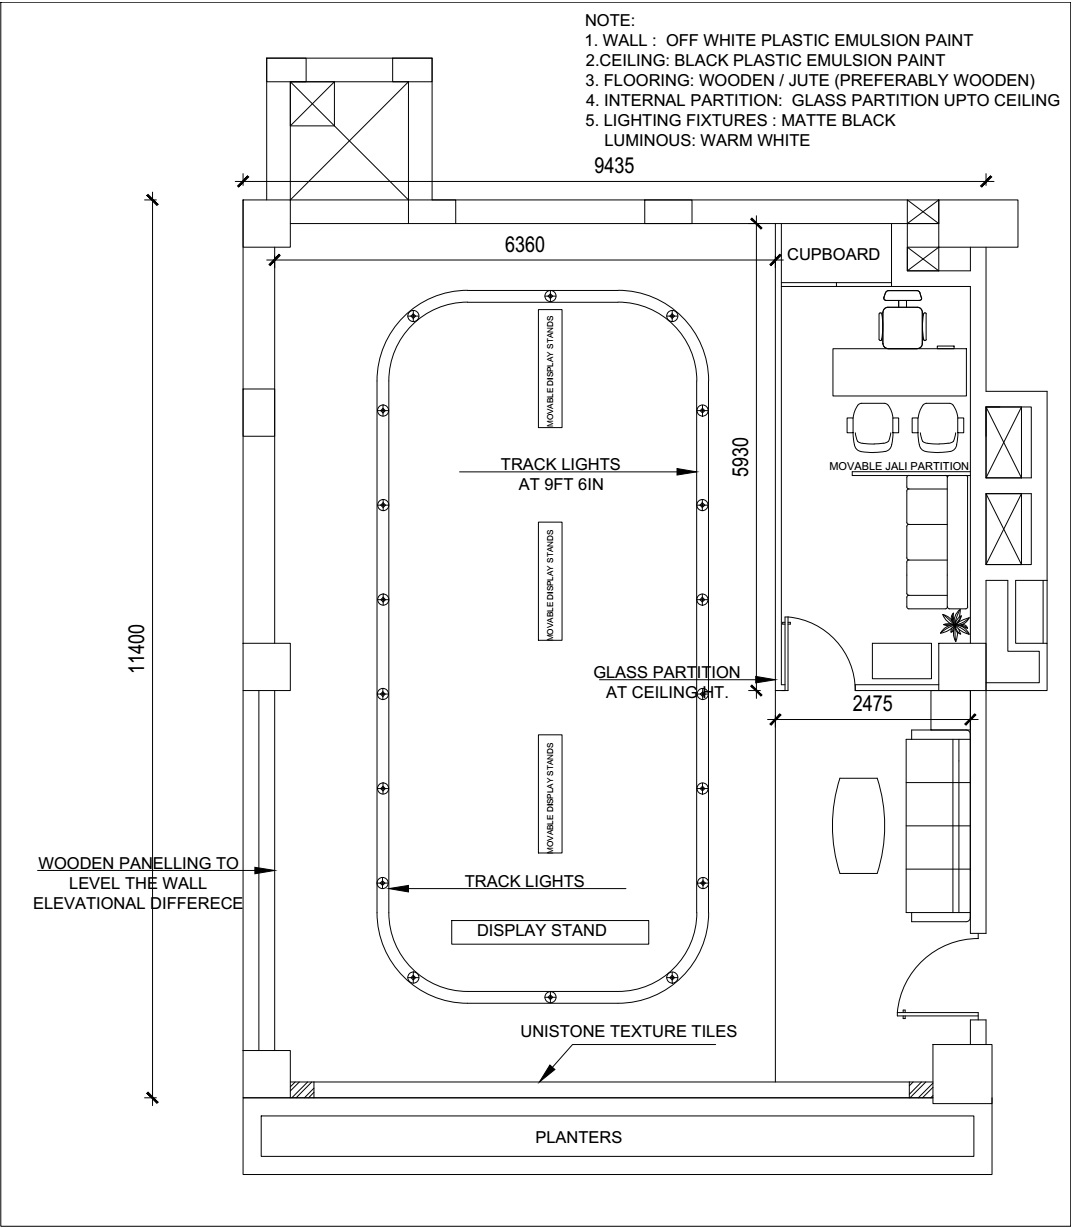 NOTE:
1. WALL : OFF WHITE PLASTIC EMULSION PAINT
2.CEILING: BLACK PLASTIC EMULSION PAINT
3. FLOORING: WOODEN / JUTE (PREFERABLY WOODEN)
4. INTERNAL PARTITION: GLASS PARTITION UPTO CEILING
5. LIGHTING FIXTURES : MATTE BLACK
LUMINOUS: WARM WHITE
9435
6360
CUPBOARD
MOVABLE DISPLAY STANDS
5930
TRACK LIGHTS
AT 9FT 6IN
MOVABLE JALI PARTITION
MOVABLE DISPLAY STANDS
11400
GLASS PARTITION
AT CEILING HT.
2475
MOVABLE DISPLAY STANDS
WOODEN PANELLING TO
LEVEL THE WALL
ELEVATIONAL DIFFERECE
TRACK LIGHTS
DISPLAY STAND
UNISTONE TEXTURE TILES
PLANTERS